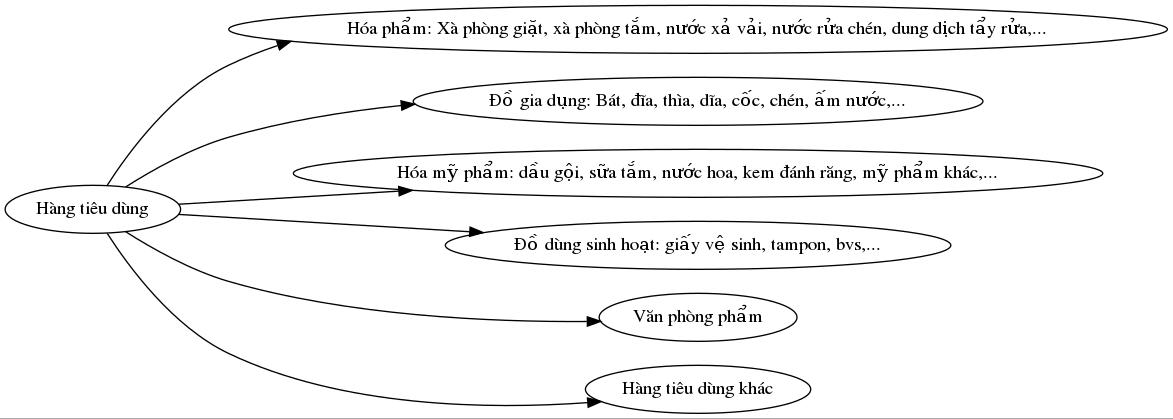 Hóa phẩm: Xà phòng giặt, xà phòng tắm, nước xả vải, nước rửa chén, dung dịch tẩy rửa,...
Đồ gia dụng: Bát, đĩa, thìa, dĩa, cốc, chén, ấm nước,...
Hóa mỹ phẩm: dầu gội, sữa tắm, nước hoa, kem đánh răng, mỹ phẩm khác,...
Hàng tiêu dùng
Đồ dùng sinh hoạt: giấy vệ sinh, tampon, bvs,...
Văn phòng phẩm
Hàng tiêu dùng khác